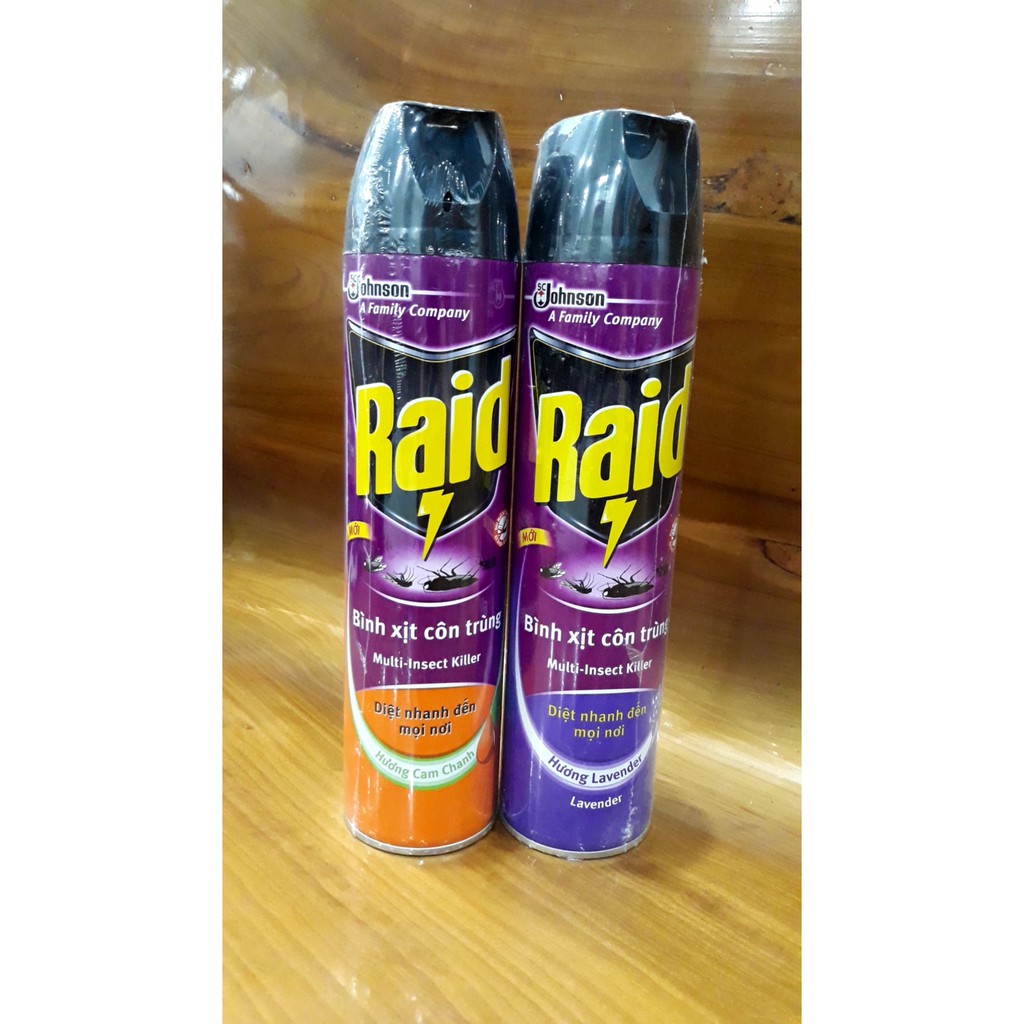 SC Johnson
A Family Company
Raid
MỚI
Bình xịt côn trùng
Multi-Insect Killer
Diệt nhanh đến
mọi nơi
Hương Cam Chanh
SC Johnson
A Family Company
Raid
MỚI
Bình xịt côn trùng
Multi-Insect Killer
Diệt nhanh đến
mọi nơi
Hương Lavender
Lavender